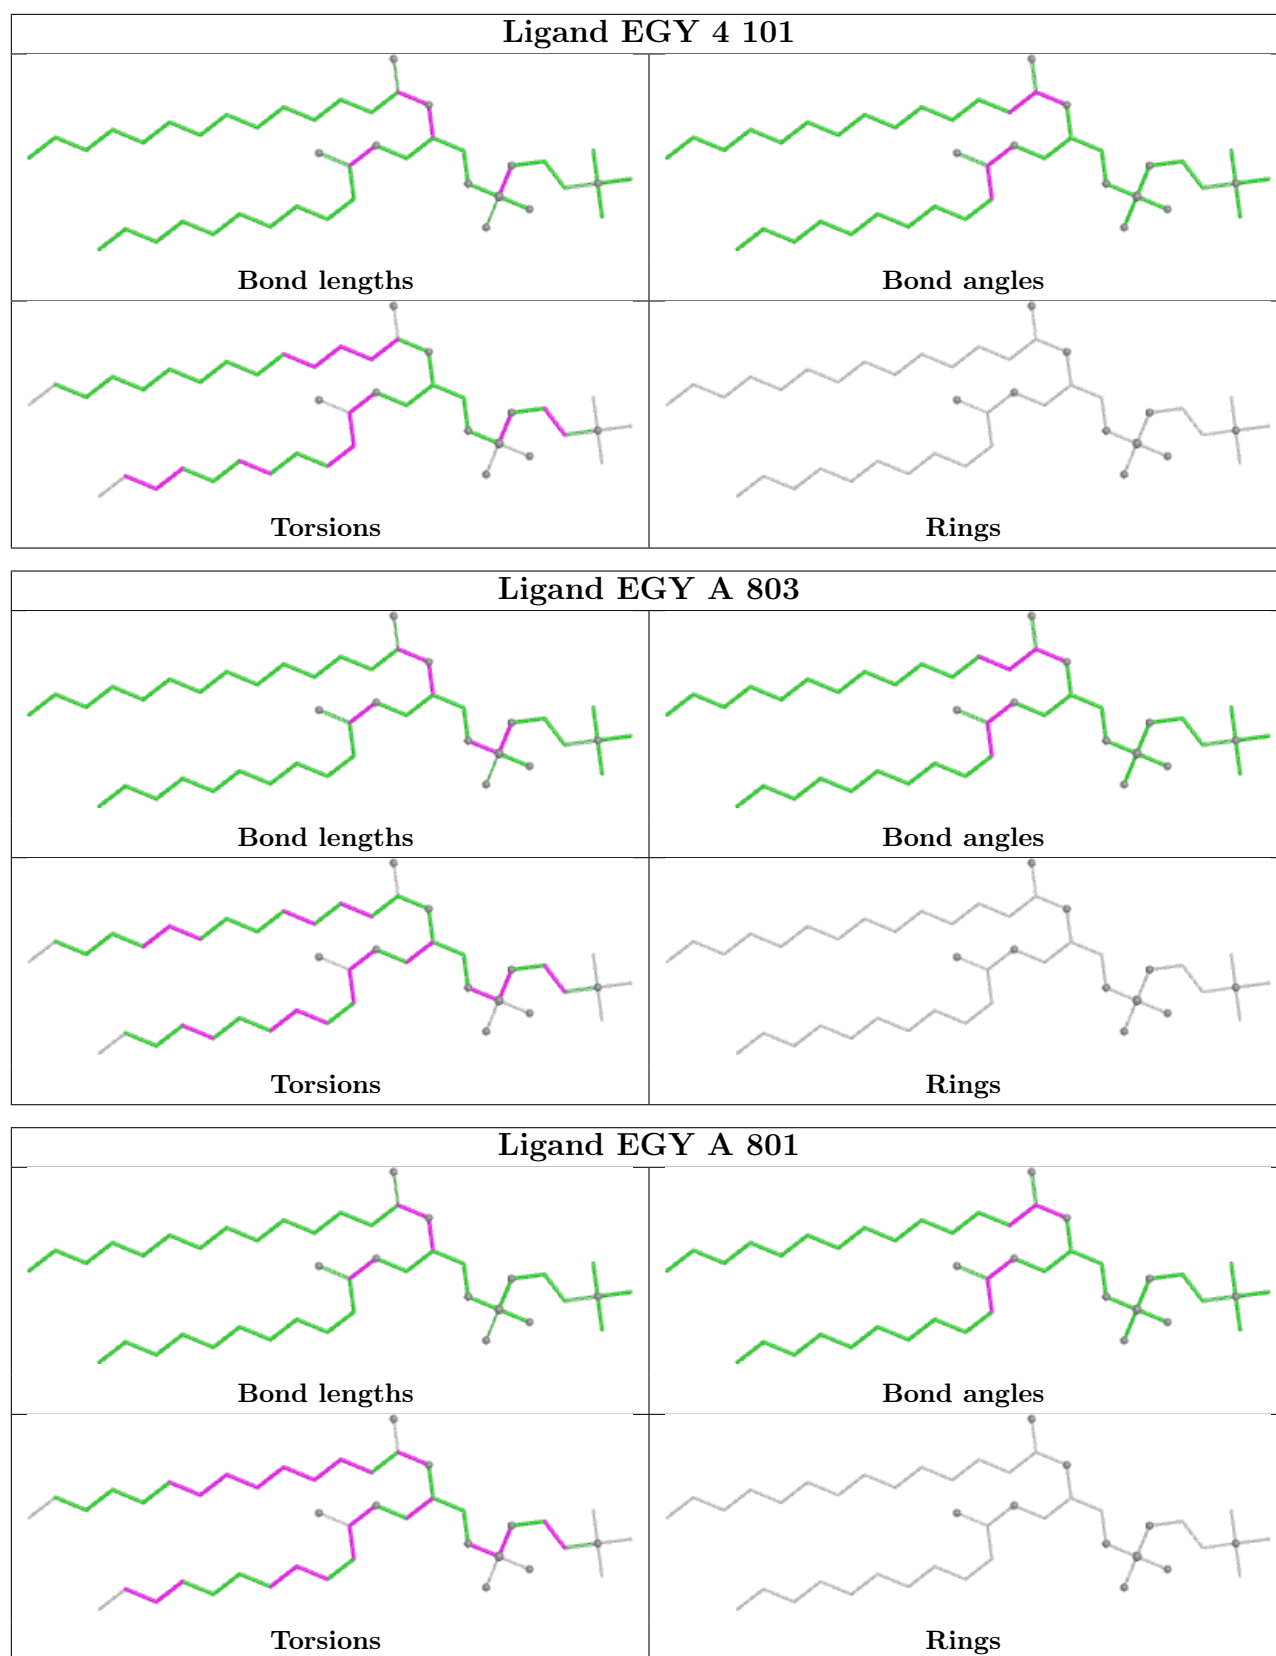 Ligand EGY 4 101
Bond lengths
Bond angles
Torsions
Rings
Ligand EGY A 803
Bond lengths
Bond angles
Torsions
Rings
Ligand EGY A 801
Bond lengths
Bond angles
Torsions
Rings